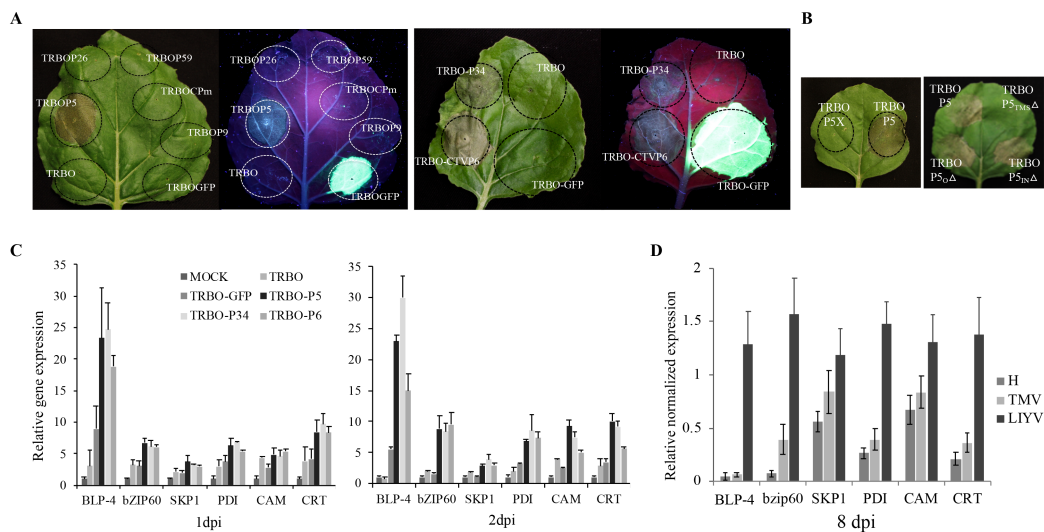 A
B
TRBOP26
TRBOP59
TRBOCPm
TRBOP5
TRBOP9
TRBO
TRBOGFP
TRBOP26
TRBOP59
TRBOCPm
TRBOP5
TRBOP9
TRBO
TRBOGFP
TRBO-P34
TRBO
TRBO-CTVP6
TRBO-GFP
TRBO-P34
TRBO
TRBO-CTVP6
TRBO-GFP
TRBO P5X
TRBO P5
TRBO P5
TRBO P5TMS△
TRBO P5O△
TRBO P5IN△
C
Relative gene expression
35
30
25
20
15
10
5
0
MOCK
TRBO
TRBO-GFP
TRBO-P5
TRBO-P34
TRBO-P6
BLP-4 bZIP60 SKP1 PDI CAM CRT
1dpi
35
30
25
20
15
10
5
0
BLP-4 bZIP60 SKP1 PDI CAM CRT
2dpi
D
Relative normalized expression
2
1.5
1
0.5
0
H
TMV
LIYV
BLP-4 bzip60 SKP1 PDI CAM CRT
8 dpi